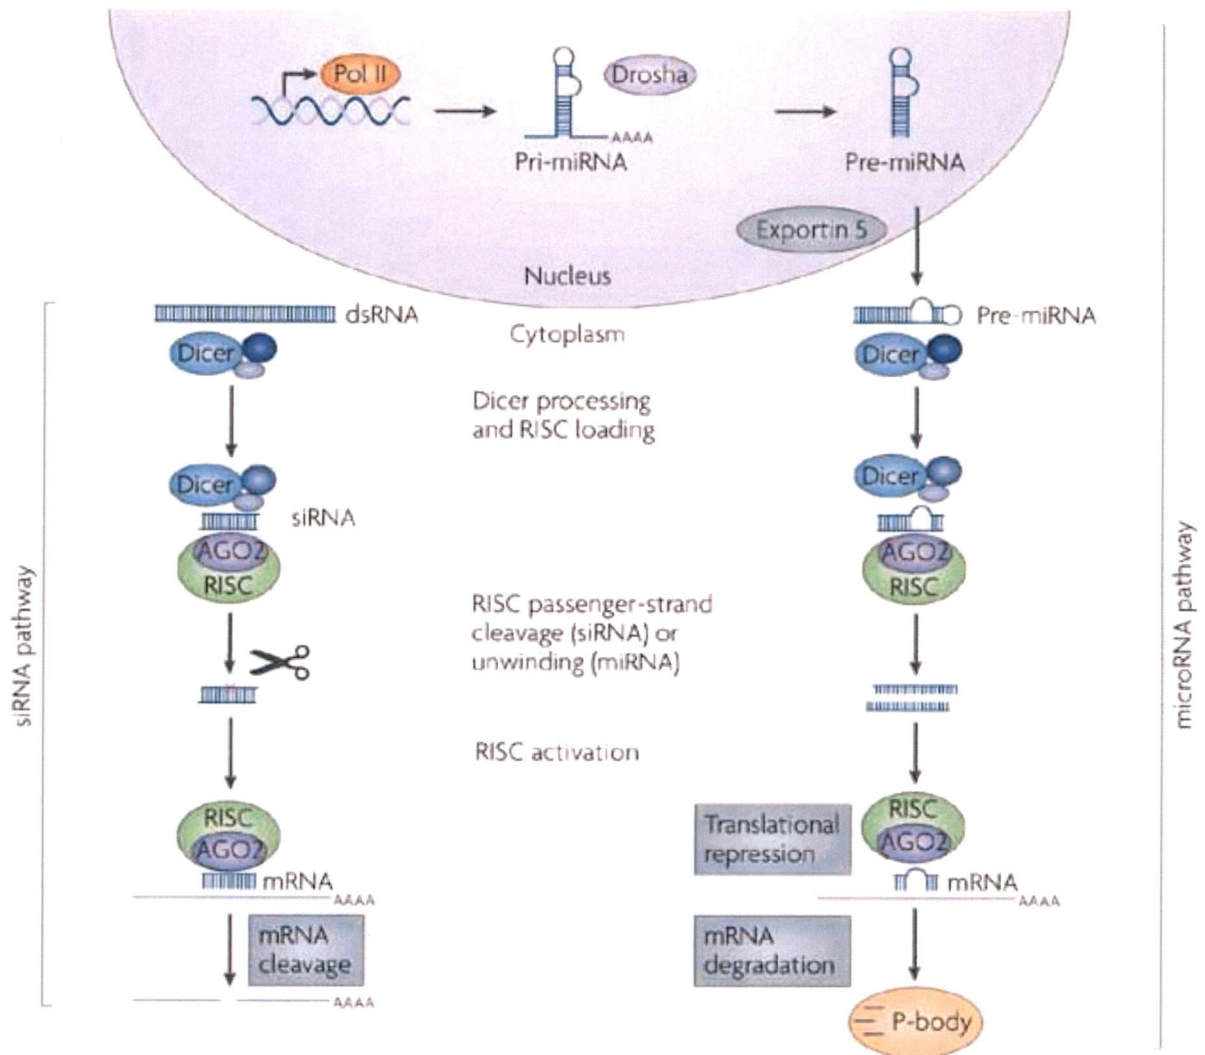 Pol II
Drosha
AAAA
Pri-miRNA
Pre-miRNA
Exportin 5
Nucleus
dsRNA
Cytoplasm
Pre-miRNA
Dicer
Dicer
Dicer processing
and RISC loading
Dicer
Dicer
siRNA
AGO2
RISC
AGO2
RISC
siRNA pathway
microRNA pathway
RISC passenger-strand
cleavage (siRNA) or
unwinding (miRNA)
RISC activation
RISC
AGO2
mRNA
AAAA
Translational
repression
RISC
AGO2
mRNA
AAAA
mRNA
cleavage
AAAA
mRNA
degradation
P-body